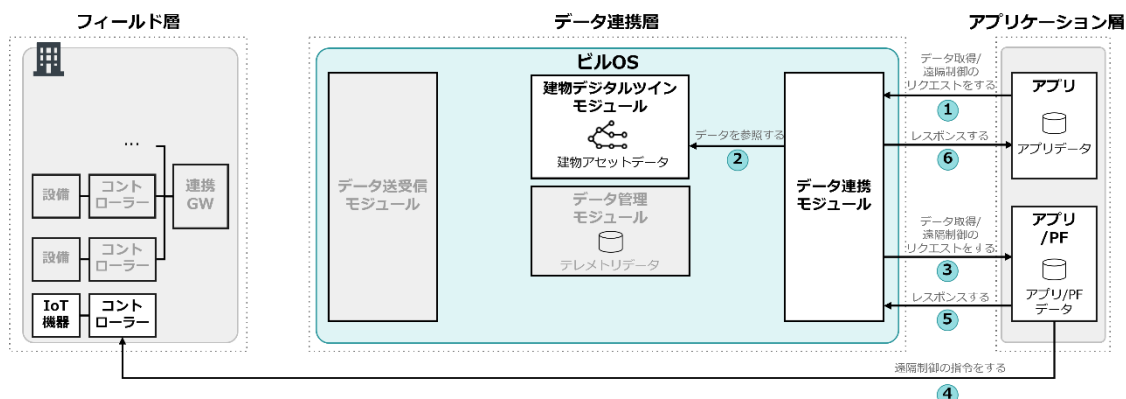 フィールド層
データ連携層
アプリケーション層
ビルOS
データ送受信
モジュール
建物デジタルツイン
モジュール
建物アセットデータ
データ管理
モジュール
テレメトリデータ
データを参照する
2
データ連携
モジュール
データ取得/
遠隔制御の
リクエストをする
1
レスポンスする
6
アプリ
アプリデータ
データ取得/
遠隔制御の
リクエストをする
3
レスポンスする
5
アプリ
/PF
アプリ/PF
データ
…
設備
コント
ローラー
連携
GW
設備
コント
ローラー
IoT
機器
コント
ローラー
遠隔制御の指令をする
4